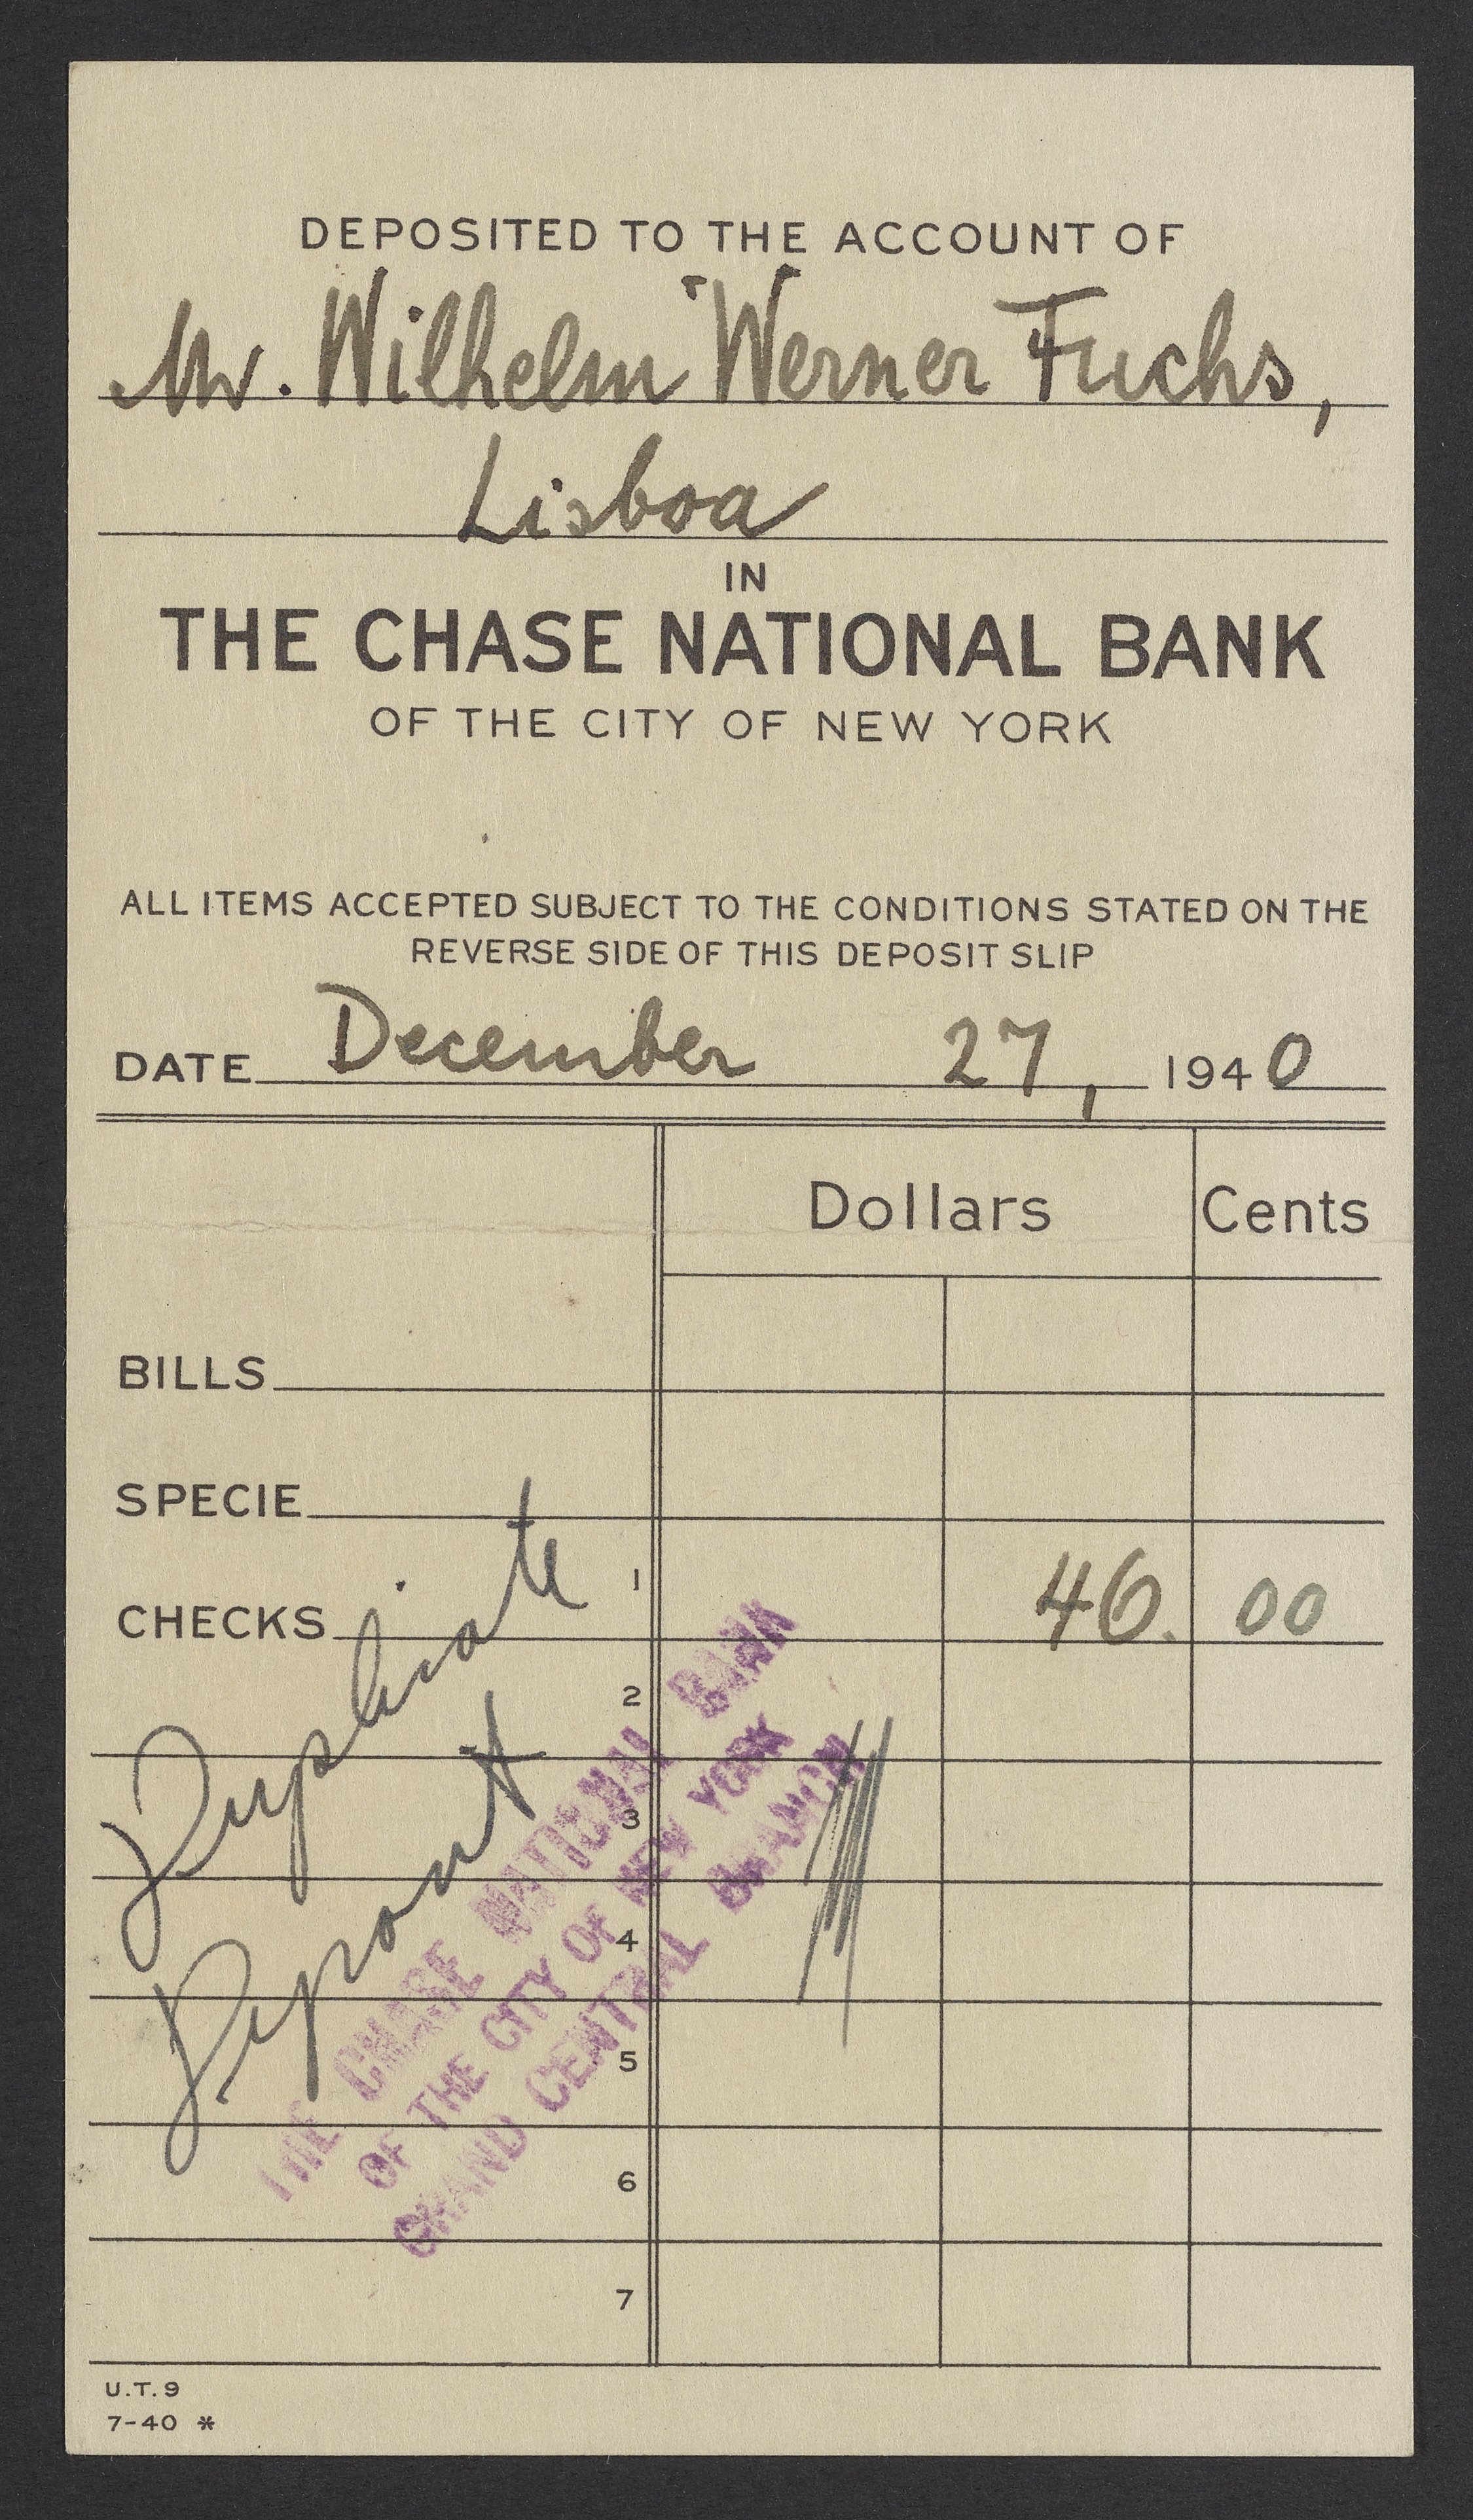 DEPOSITED TO THE ACCOUNT OF
Mr. Wilhelm Werner Fuchs,
Lisboa
IN
THE CHASE NATIONAL BANK
OF THE CITY OF NEW YORK
ALL ITEMS ACCEPTED SUBJECT TO THE CONDITIONS STATED ON THE
REVERSE SIDE OF THIS DEPOSIT SLIP
DATE December 27, 1940
Dollars Cents
BILLS
SPECIE
CHECKS 1 46. 00
2
3
4
5
6
7
Duplicate
Deposit
THE CHASE NATIONAL BANK
OF THE CITY OF NEW YORK
GRAND CENTRAL BRANCH
U.T.9
7-40 *